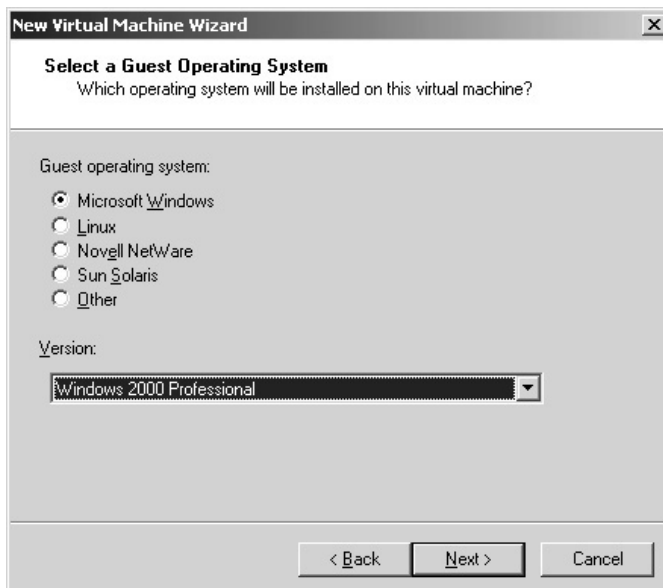 New Virtual Machine Wizard
Select a Guest Operating System
Which operating system will be installed on this virtual machine?
Guest operating system:
Microsoft Windows
Linux
Novell NetWare
Sun Solaris
Other
Version:
Windows 2000 Professional
< Back Next > Cancel